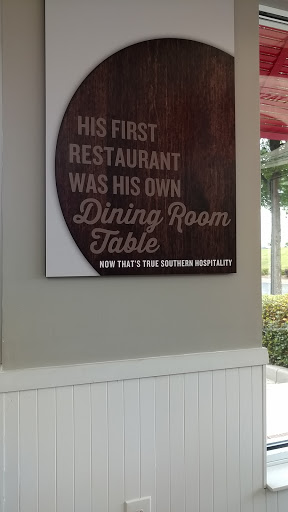 HIS FIRST
RESTAURANT
WAS HIS OWN
Dining Room
Table
NOW THAT'S TRUE SOUTHERN HOSPITALITY